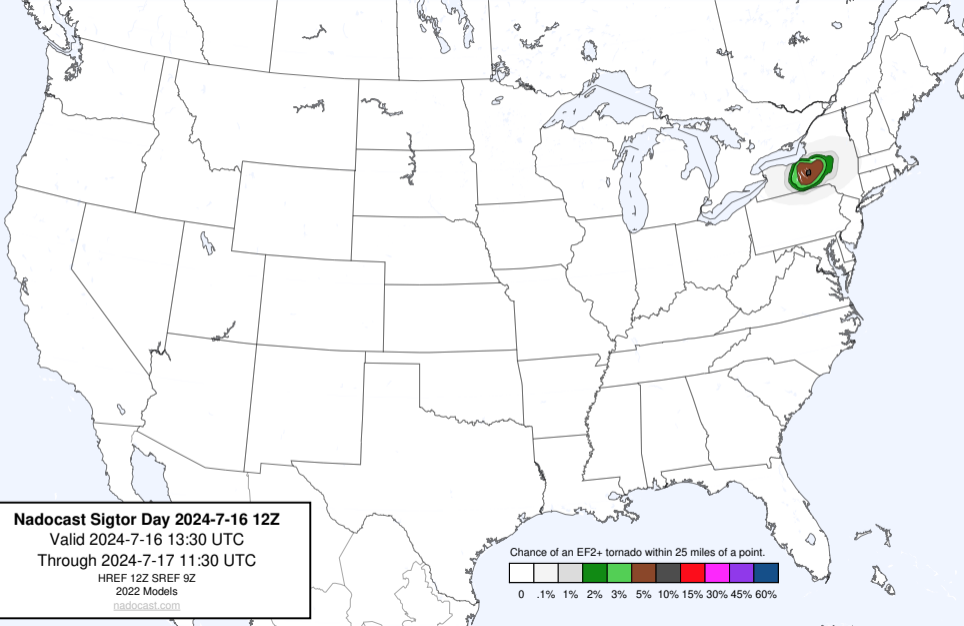 Nadocast Sigtor Day 2024-7-16 12Z
Valid 2024-7-16 13:30 UTC
Through 2024-7-17 11:30 UTC
HREF 12Z SREF 9Z
2022 Models
nadocast.com
Chance of an EF2+ tornado within 25 miles of a point.
0 .1% 1% 2% 3% 5% 10% 15% 30% 45% 60%